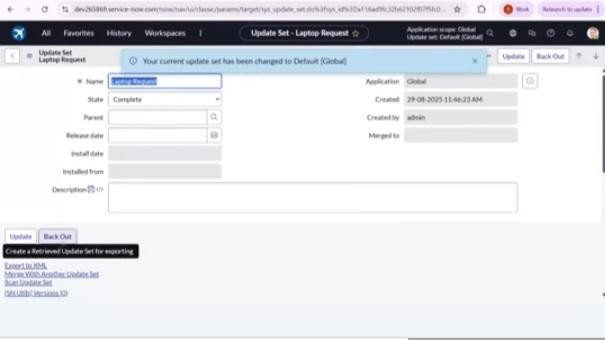 dev265869.service-now.com/now/nav/ui/classic/params/target/sys_update_set.do%3Fsys_id%3D
Work
Relaunch to update
All
Favorites
History
Workspaces
Update Set - Laptop Request
Application scope: Global
Update set: Default [Global]
Update Set
Laptop Request
Your current update set has been changed to Default [Global]
Update
Back Out
Name
Laptop Request
Application
Global
State
Complete
Created
29-08-2025 11:46:23 AM
Parent
Created by
admin
Release date
Merged to
Install date
Installed from
Description
Update
Back Out
Create a Retrieved Update Set for exporting
Export to XML
Merge With Another Update Set
Scan Update Set
[SN Utils] Versions (0)